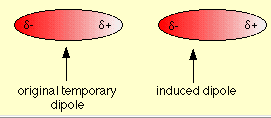 δ- δ+ δ- δ+
original temporary induced dipole
dipole